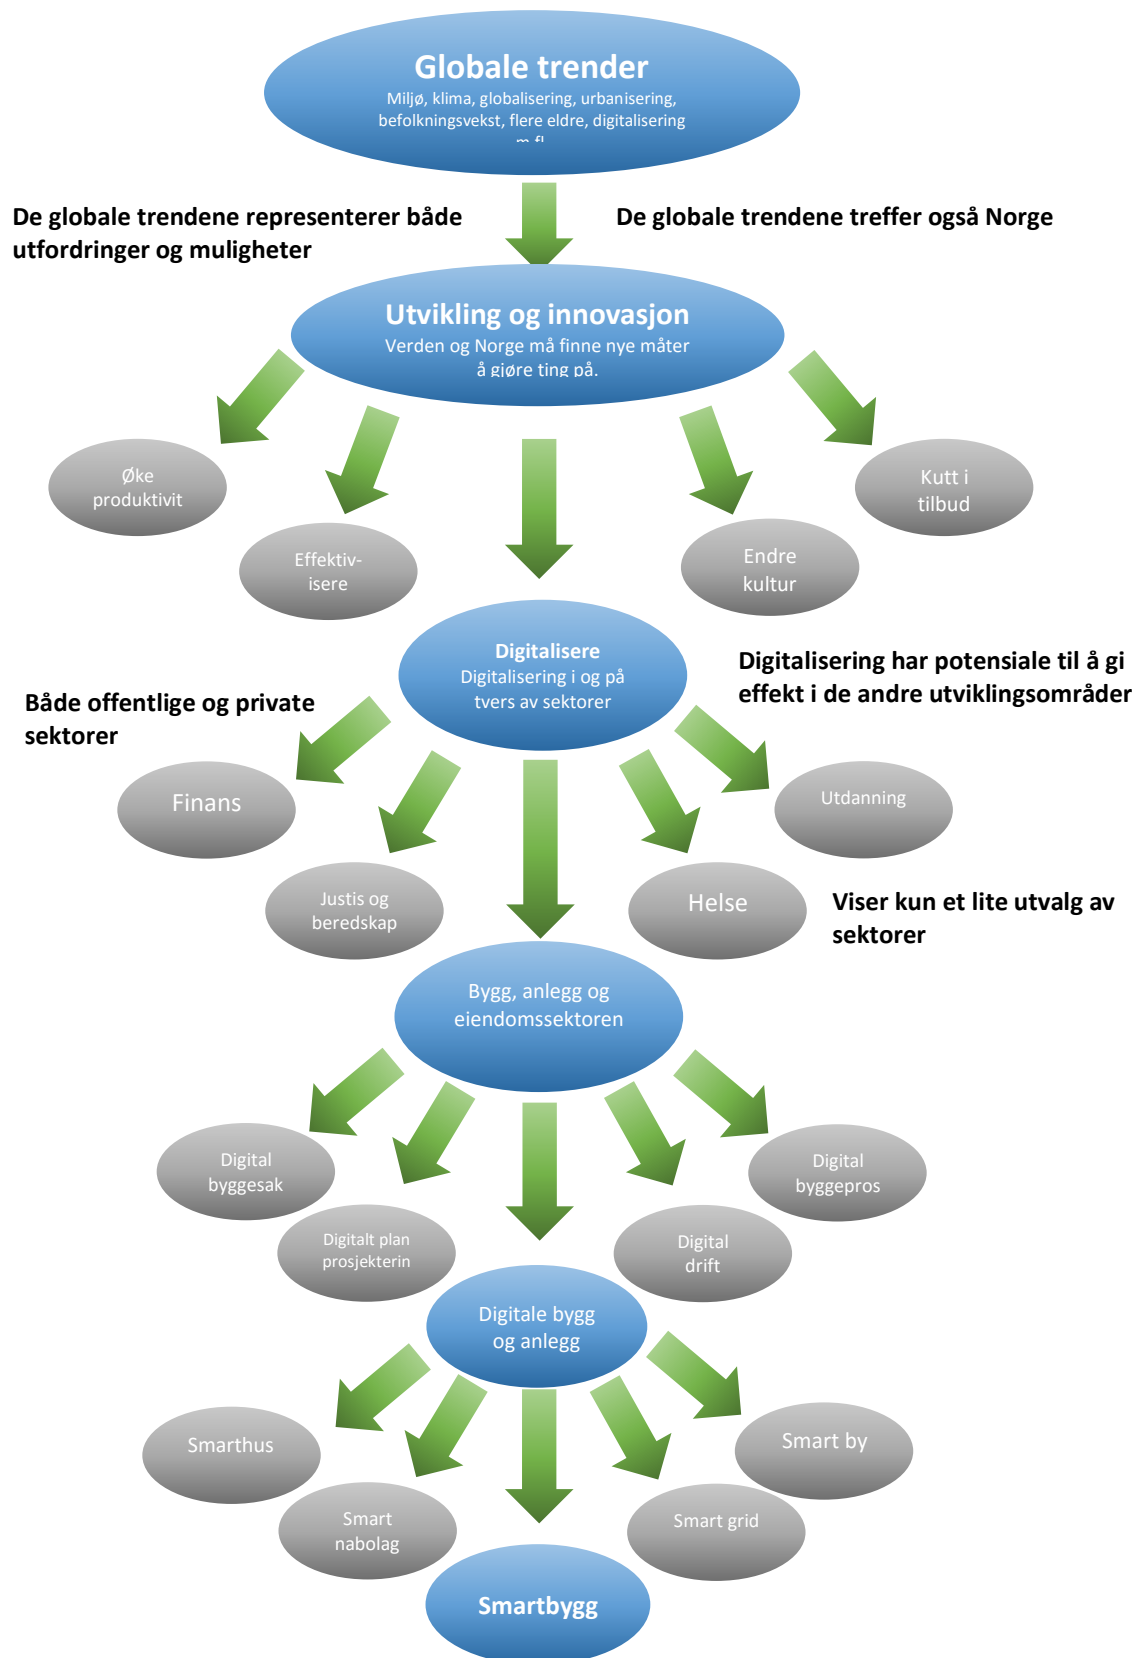 Globale trender
Miljø, klima, globalisering, urbanisering,
befolkningsvekst, flere eldre, digitalisering
De globale trendene representerer både
utfordringer og muligheter
De globale trendene treffer også Norge
Utvikling og innovasjon
Verden og Norge må finne nye måter
å gjøre ting på.
Øke
produktivit
Effektiv-
isere
Endre
kultur
Kutt i
tilbud
Digitalisere
Digitalisering i og på
tvers av sektorer
Digitalisering har potensiale til å gi
effekt i de andre utviklingsområder
Både offentlige og private
sektorer
Finans
Justis og
beredskap
Helse
Utdanning
Viser kun et lite utvalg av
sektorer
Bygg, anlegg og
eiendomssektoren
Digital
byggesak
Digitalt plan
prosjekterin
Digital
drift
Digital
byggepros
Digitale bygg
og anlegg
Smarthus
Smart
nabolag
Smart grid
Smart by
Smartbygg